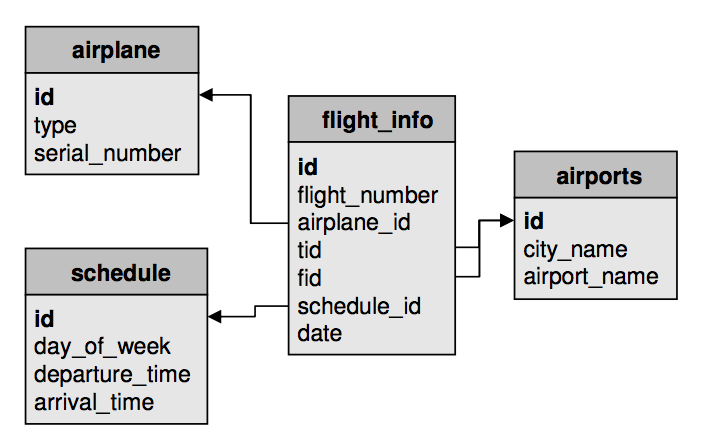 airplane
id
type
serial_number
flight_info
id
flight_number
airplane_id
tid
fid
schedule_id
date
airports
id
city_name
airport_name
schedule
id
day_of_week
departure_time
arrival_time